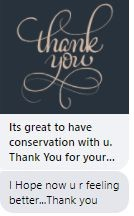 thank
you
Its great to have
conservation with u.
Thank You for your...
I Hope now u r feeling
better...Thank you